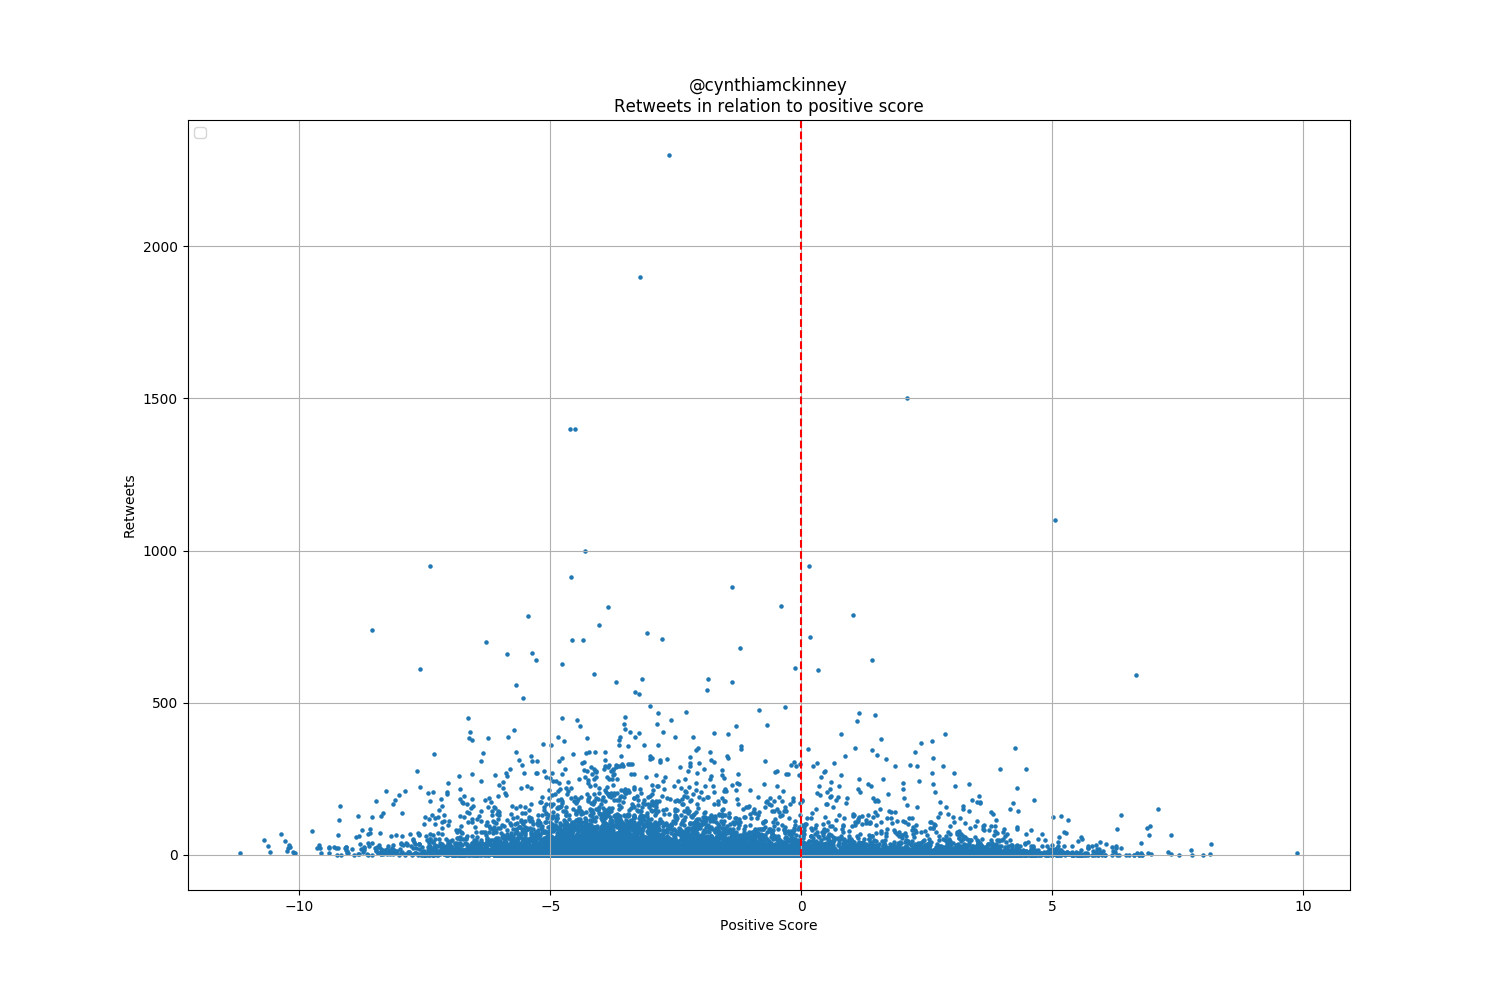 @cynthiamckinney
Retweets in relation to positive score
2000
1500
1000
500
0
Retweets
−10
−5
0
5
10
Positive Score